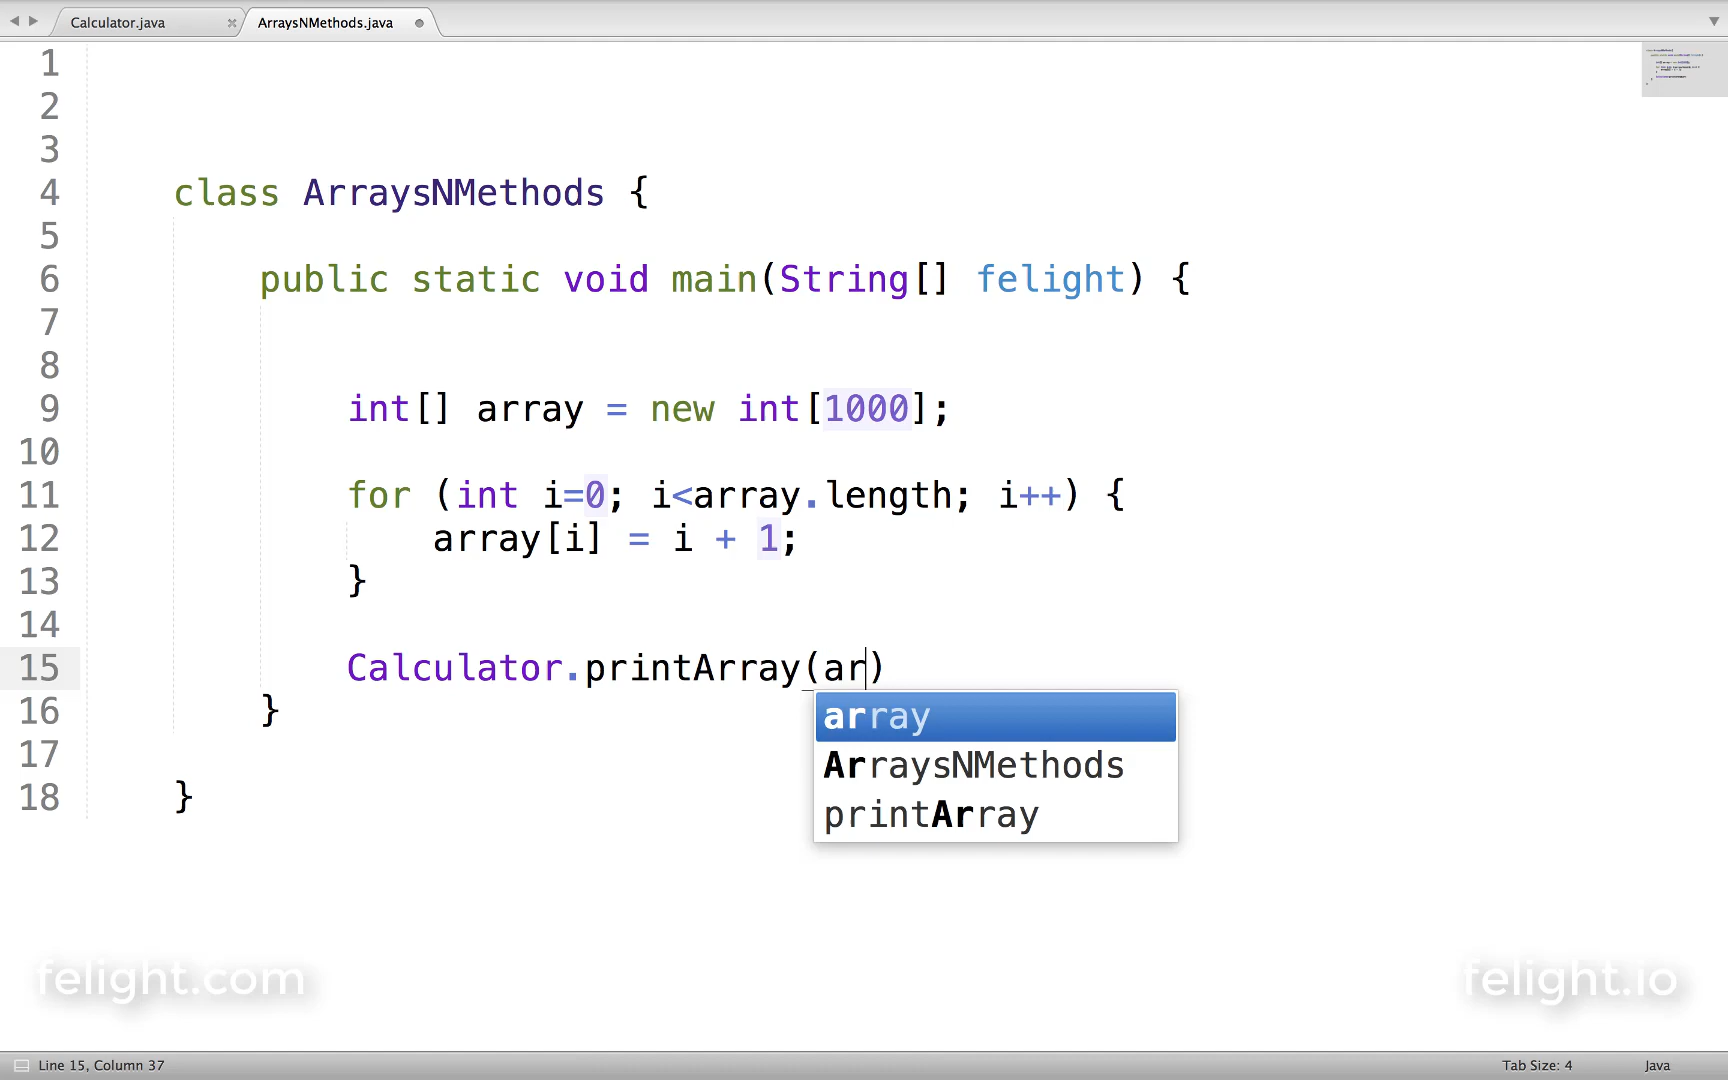 Calculator.java ArraysNMethods.java
1
2
3
4 class ArraysNMethods {
5
6 public static void main(String[] felight) {
7
8
9 int[] array = new int[1000];
10
11 for (int i=0; i<array.length; i++) {
12 array[i] = i + 1;
13 }
14
15 Calculator.printArray(ar)
array
16 }
ArraysNMethods
17
printArray
18 }
felight.com felight.io
Line 15, Column 37 Tab Size: 4 Java